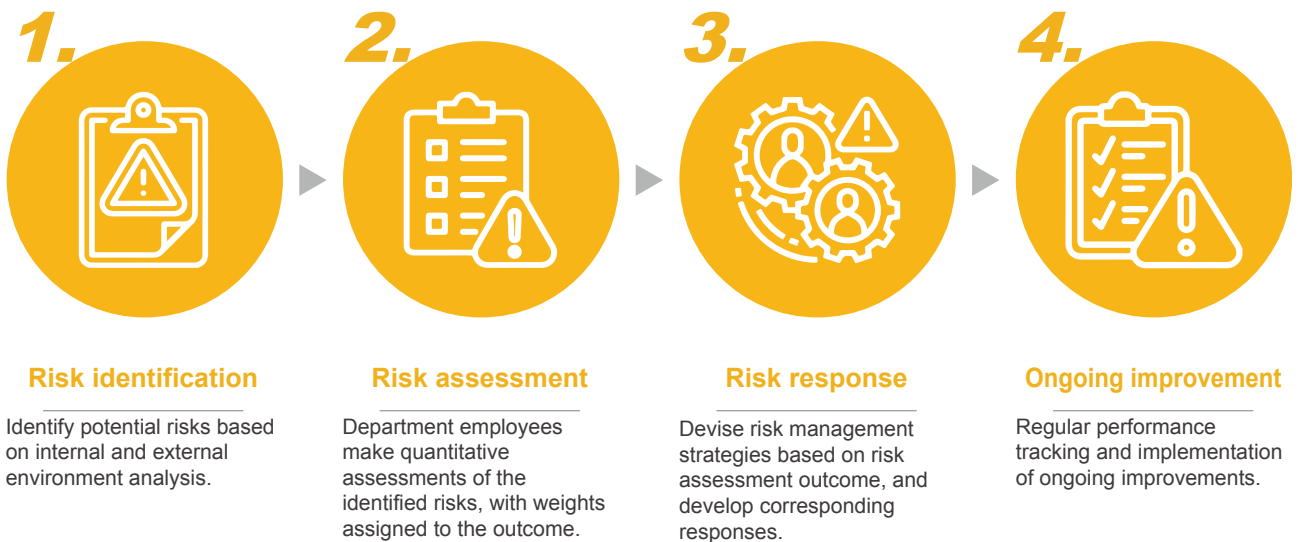 1.
Risk identification
Identify potential risks based
on internal and external
environment analysis.
2.
Risk assessment
Department employees
make quantitative
assessments of the
identified risks, with weights
assigned to the outcome.
3.
Risk response
Devise risk management
strategies based on risk
assessment outcome, and
develop corresponding
responses.
4.
Ongoing improvement
Regular performance
tracking and implementation
of ongoing improvements.